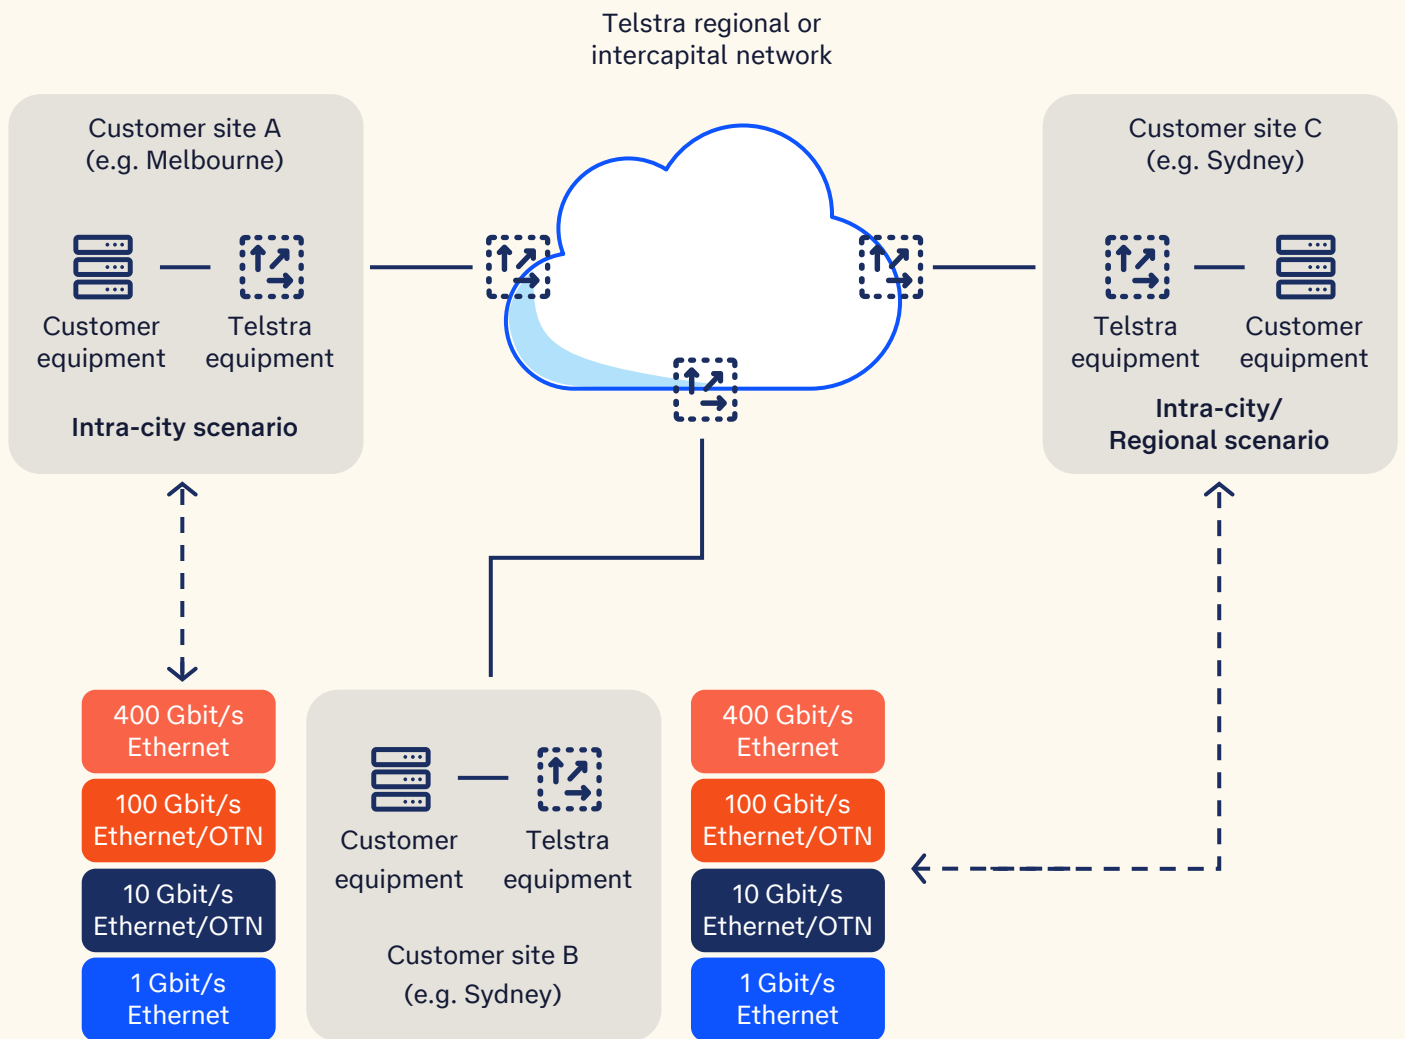 Telstra regional or
intercapital network
Customer site A
(e.g. Melbourne)
Customer
equipment
Telstra
equipment
Intra-city scenario
Customer site C
(e.g. Sydney)
Telstra
equipment
Customer
equipment
Intra-city/
Regional scenario
400 Gbit/s
Ethernet
100 Gbit/s
Ethernet/OTN
10 Gbit/s
Ethernet/OTN
1 Gbit/s
Ethernet
Customer
equipment
Telstra
equipment
Customer site B
(e.g. Sydney)
400 Gbit/s
Ethernet
100 Gbit/s
Ethernet/OTN
10 Gbit/s
Ethernet/OTN
1 Gbit/s
Ethernet